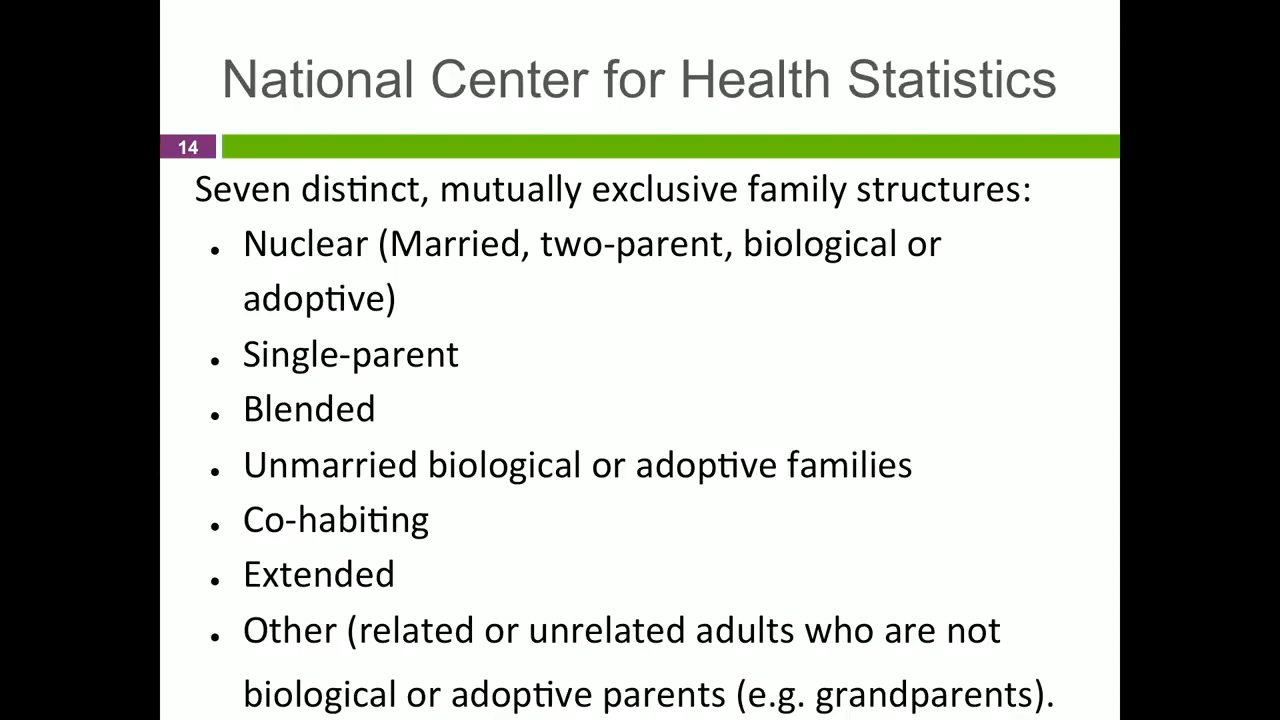 National Center for Health Statistics
14
Seven distinct, mutually exclusive family structures:
• Nuclear (Married, two-parent, biological or
adoptive)
• Single-parent
• Blended
• Unmarried biological or adoptive families
• Co-habiting
• Extended
• Other (related or unrelated adults who are not
biological or adoptive parents (e.g. grandparents).